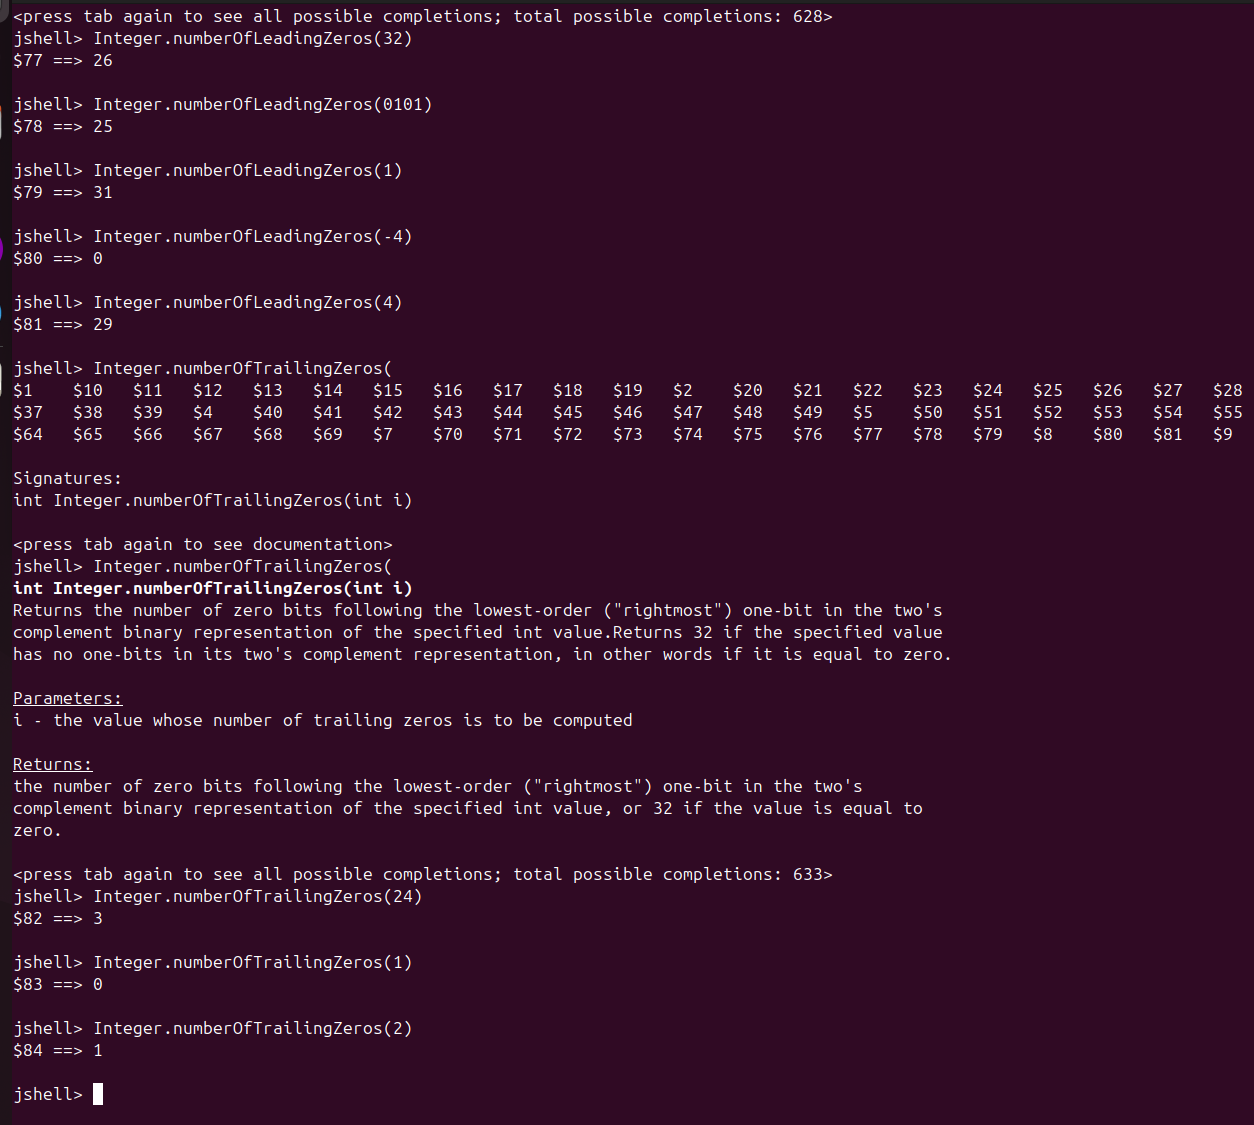 <press tab again to see all possible completions; total possible completions: 628>
jshell> Integer.numberOfLeadingZeros(32)
$77 ==> 26
jshell> Integer.numberOfLeadingZeros(0101)
$78 ==> 25
jshell> Integer.numberOfLeadingZeros(1)
$79 ==> 31
jshell> Integer.numberOfLeadingZeros(-4)
$80 ==> 0
jshell> Integer.numberOfLeadingZeros(4)
$81 ==> 29
jshell> Integer.numberOfTrailingZeros(
$1 $10 $11 $12 $13 $14 $15 $16 $17 $18 $19 $2 $20 $21 $22 $23 $24 $25 $26 $27 $28
$37 $38 $39 $4 $40 $41 $42 $43 $44 $45 $46 $47 $48 $49 $5 $50 $51 $52 $53 $54 $55
$64 $65 $66 $67 $68 $69 $7 $70 $71 $72 $73 $74 $75 $76 $77 $78 $79 $8 $80 $81 $9
Signatures:
int Integer.numberOfTrailingZeros(int i)
<press tab again to see documentation>
jshell> Integer.numberOfTrailingZeros(
int Integer.numberOfTrailingZeros(int i)
Returns the number of zero bits following the lowest-order ("rightmost") one-bit in the two's
complement binary representation of the specified int value.Returns 32 if the specified value
has no one-bits in its two's complement representation, in other words if it is equal to zero.
Parameters:
i - the value whose number of trailing zeros is to be computed
Returns:
the number of zero bits following the lowest-order ("rightmost") one-bit in the two's
complement binary representation of the specified int value, or 32 if the value is equal to
zero.
<press tab again to see all possible completions; total possible completions: 633>
jshell> Integer.numberOfTrailingZeros(24)
$82 ==> 3
jshell> Integer.numberOfTrailingZeros(1)
$83 ==> 0
jshell> Integer.numberOfTrailingZeros(2)
$84 ==> 1
jshell>